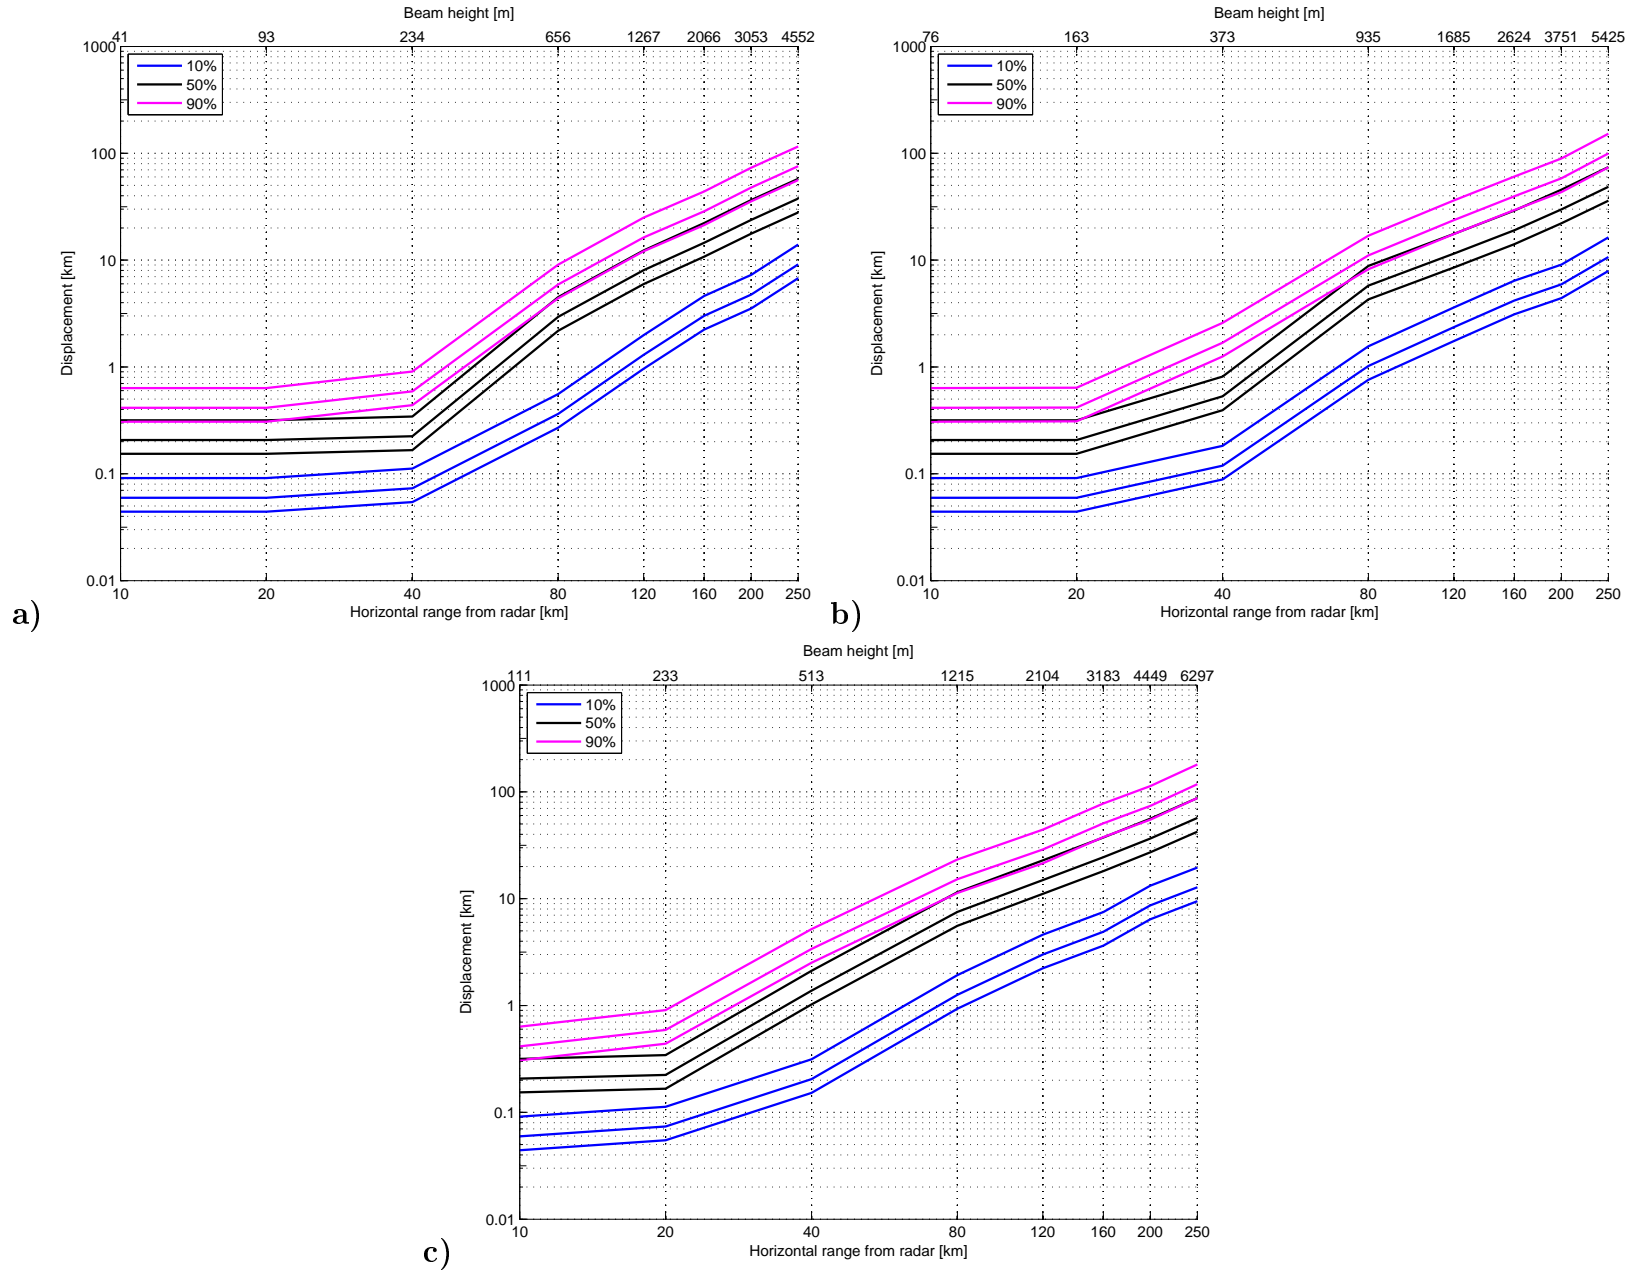 Beam height [m]
41 93 234 656 1267 2066 3053 4552
1000
100
10
1
0.1
0.01
10%
50%
90%
Displacement [km]
10 20 40 80 120 160 200 250
Horizontal range from radar [km]
a)
Beam height [m]
76 163 373 935 1685 2624 3751 5425
1000
100
10
1
0.1
0.01
10%
50%
90%
Displacement [km]
10 20 40 80 120 160 200 250
Horizontal range from radar [km]
b)
Beam height [m]
111 233 513 1215 2104 3183 4449 6297
1000
100
10
1
0.1
0.01
10%
50%
90%
Displacement [km]
10 20 40 80 120 160 200 250
Horizontal range from radar [km]
c)